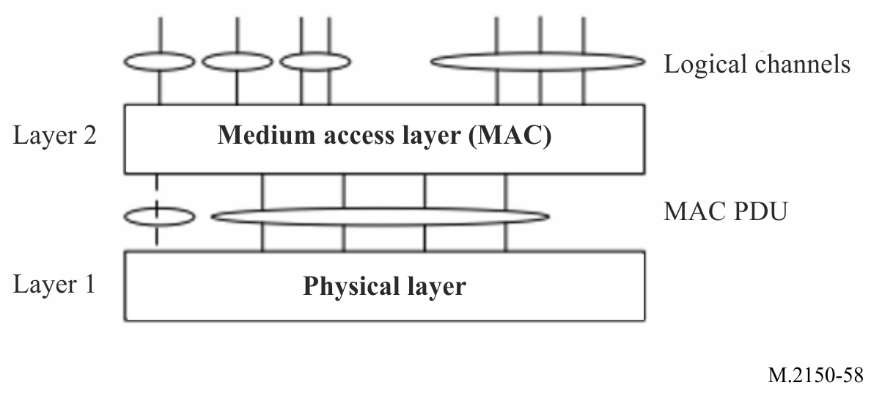 Logical channels
Layer 2
Medium access layer (MAC)
MAC PDU
Layer 1
Physical layer
M.2150-58